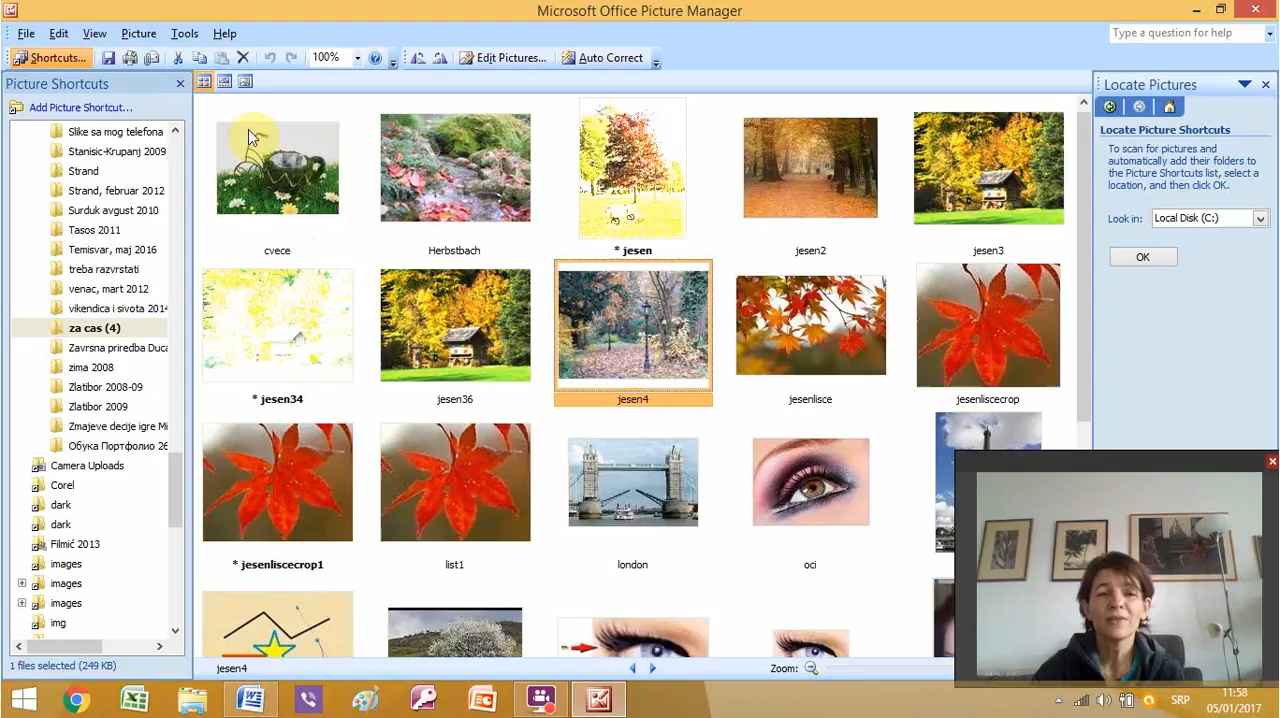 Microsoft Office Picture Manager
File Edit View Picture Tools Help
Type a question for help
Shortcuts... 100% Edit Pictures... Auto Correct
Picture Shortcuts
Add Picture Shortcut...
Slike sa mog telefona
Stanisic-Krupanj 2009
Strand
Strand, februar 2012
Surduk avgust 2010
Tasos 2011
Temisvar, maj 2016
treba razvrstati
venac, mart 2012
vikendica i sivota 2014
za cas (4)
Zavrsna priredba Duca
zima 2008
Zlatibor 2008-09
Zlatibor 2009
Zmajeve decije igre Mi
Обука Портфолио 26
Camera Uploads
Corel
dark
dark
Filmić 2013
images
images
images
img
1 files selected (249 KB)
cvece
Herbstbach
* jesen
jesen2
jesen3
* jesen34
jesen36
jesen4
jesenlisce
jesenliscecrop
* jesenliscecrop1
list1
london
oci
jesen4
Zoom:
Locate Pictures
Locate Picture Shortcuts
To scan for pictures and
automatically add their folders to
the Picture Shortcuts list, select a
location, and then click OK.
Look in: Local Disk (C:)
OK
SRP
11:58
05/01/2017